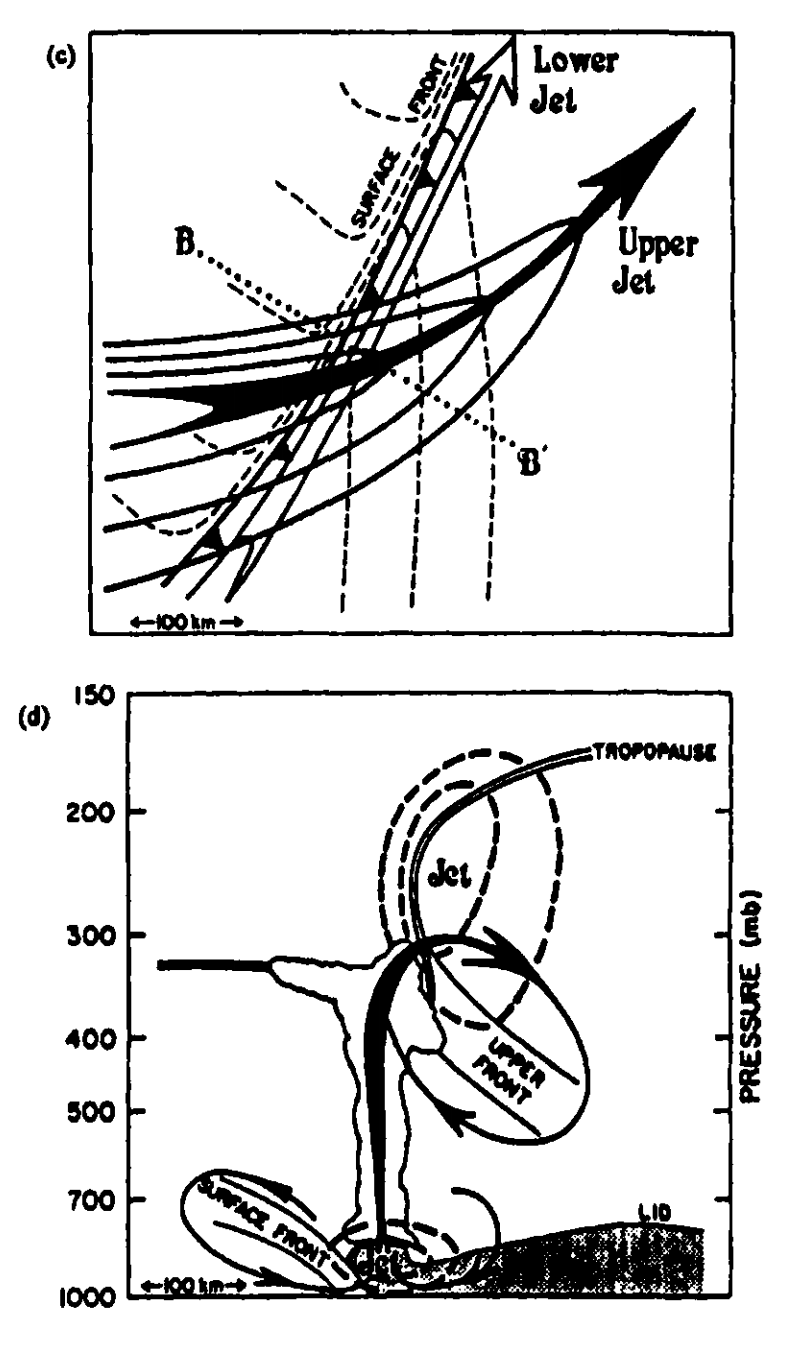 (c)
Lower
Jet
FRONT
SURFACE
B
Upper
Jet
B'
←100 km→
(d)
150
TROPOPAUSE
200
Jet
300
PRESSURE (mb)
400
UPPER
FRONT
500
700
SURFACE FRONT
LID
Jet
←100 km→
1000